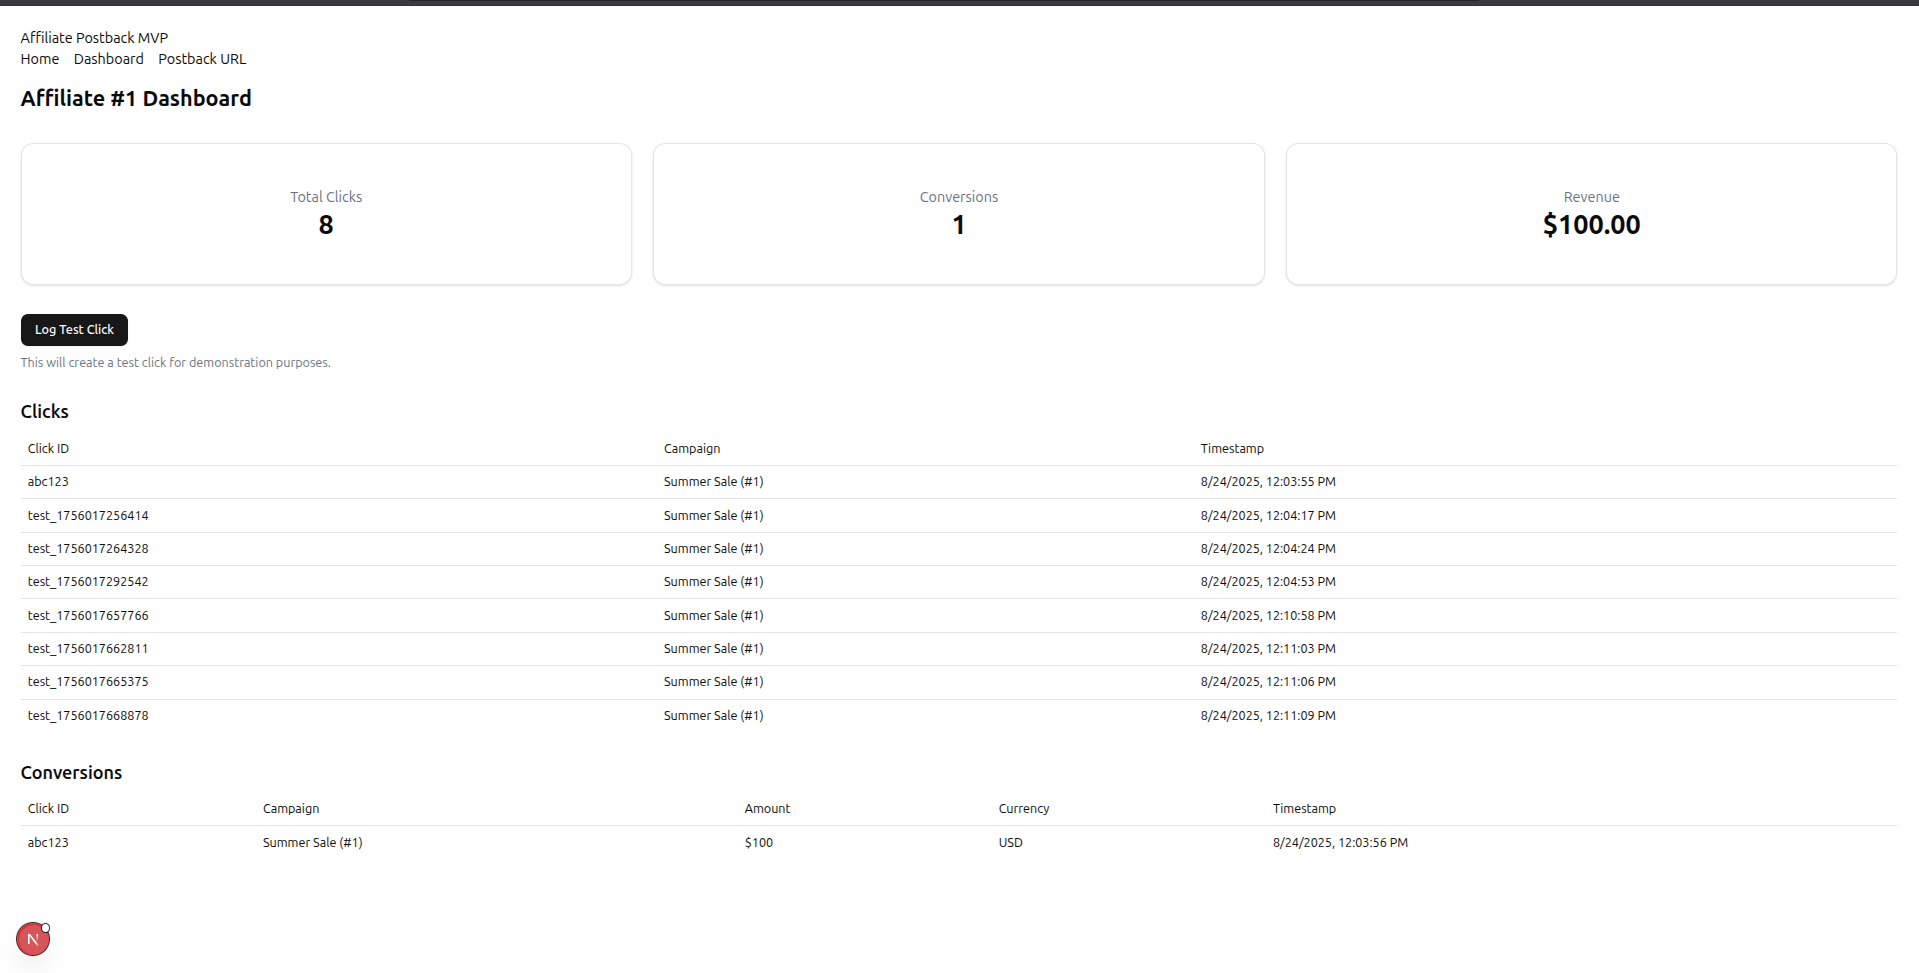 Affiliate Postback MVP
Home Dashboard Postback URL
Affiliate #1 Dashboard
Total Clicks
8
Conversions
1
Revenue
$100.00
Log Test Click
This will create a test click for demonstration purposes.
Clicks
Click ID Campaign Timestamp
abc123 Summer Sale (#1) 8/24/2025, 12:03:55 PM
test_1756017256414 Summer Sale (#1) 8/24/2025, 12:04:17 PM
test_1756017264328 Summer Sale (#1) 8/24/2025, 12:04:24 PM
test_1756017292542 Summer Sale (#1) 8/24/2025, 12:04:53 PM
test_1756017657766 Summer Sale (#1) 8/24/2025, 12:10:58 PM
test_1756017662811 Summer Sale (#1) 8/24/2025, 12:11:03 PM
test_1756017665375 Summer Sale (#1) 8/24/2025, 12:11:06 PM
test_1756017668878 Summer Sale (#1) 8/24/2025, 12:11:09 PM
Conversions
Click ID Campaign Amount Currency Timestamp
abc123 Summer Sale (#1) $100 USD 8/24/2025, 12:03:56 PM
N